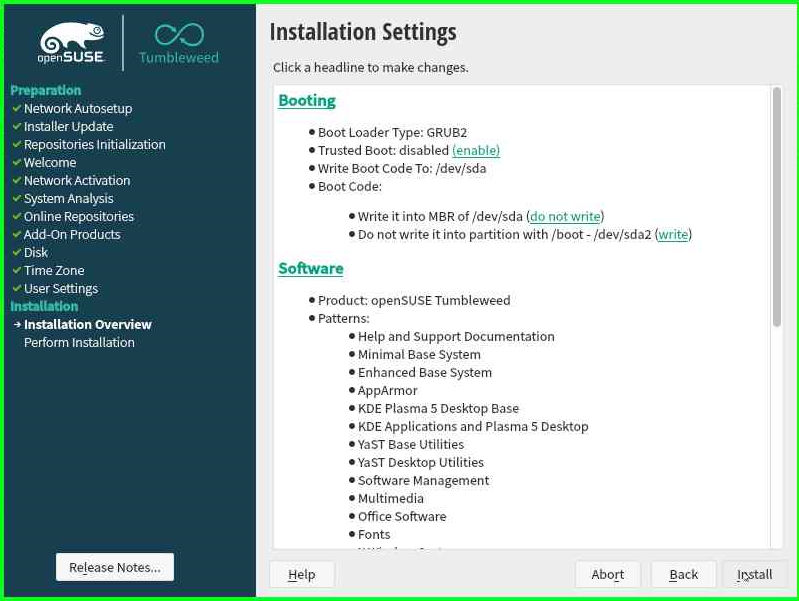 openSUSE
Tumbleweed
Preparation
Network Autosetup
Installer Update
Repositories Initialization
Welcome
Network Activation
System Analysis
Online Repositories
Add-On Products
Disk
Time Zone
User Settings
Installation
Installation Overview
Perform Installation
Release Notes...
Installation Settings
Click a headline to make changes.
Booting
Boot Loader Type: GRUB2
Trusted Boot: disabled (enable)
Write Boot Code To: /dev/sda
Boot Code:
Write it into MBR of /dev/sda (do not write)
Do not write it into partition with /boot - /dev/sda2 (write)
Software
Product: openSUSE Tumbleweed
Patterns:
Help and Support Documentation
Minimal Base System
Enhanced Base System
AppArmor
KDE Plasma 5 Desktop Base
KDE Applications and Plasma 5 Desktop
YaST Base Utilities
YaST Desktop Utilities
Software Management
Multimedia
Office Software
Fonts
Help
Abort
Back
Install